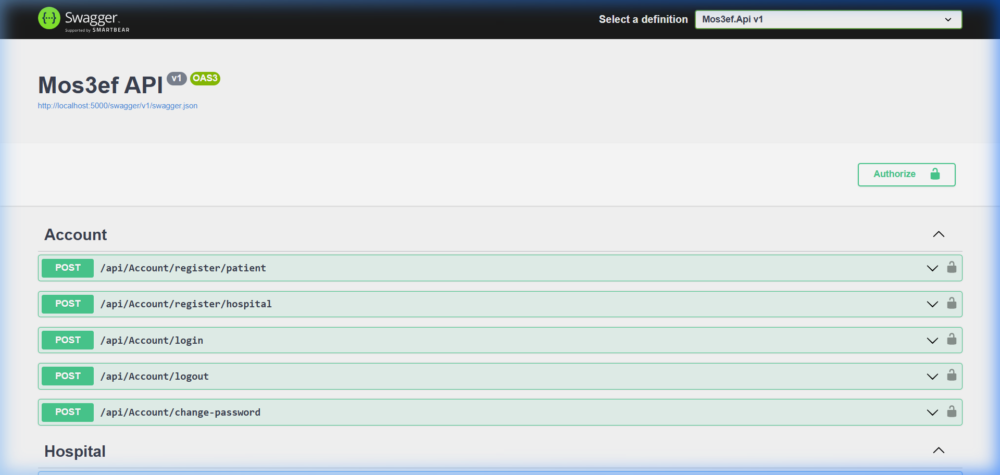 Swagger
Supported by SMARTBEAR
Select a definition
Mos3ef.Api v1
Mos3ef API v1 OAS3
http://localhost:5000/swagger/v1/swagger.json
Authorize
Account
POST /api/Account/register/patient
POST /api/Account/register/hospital
POST /api/Account/login
POST /api/Account/logout
POST /api/Account/change-password
Hospital